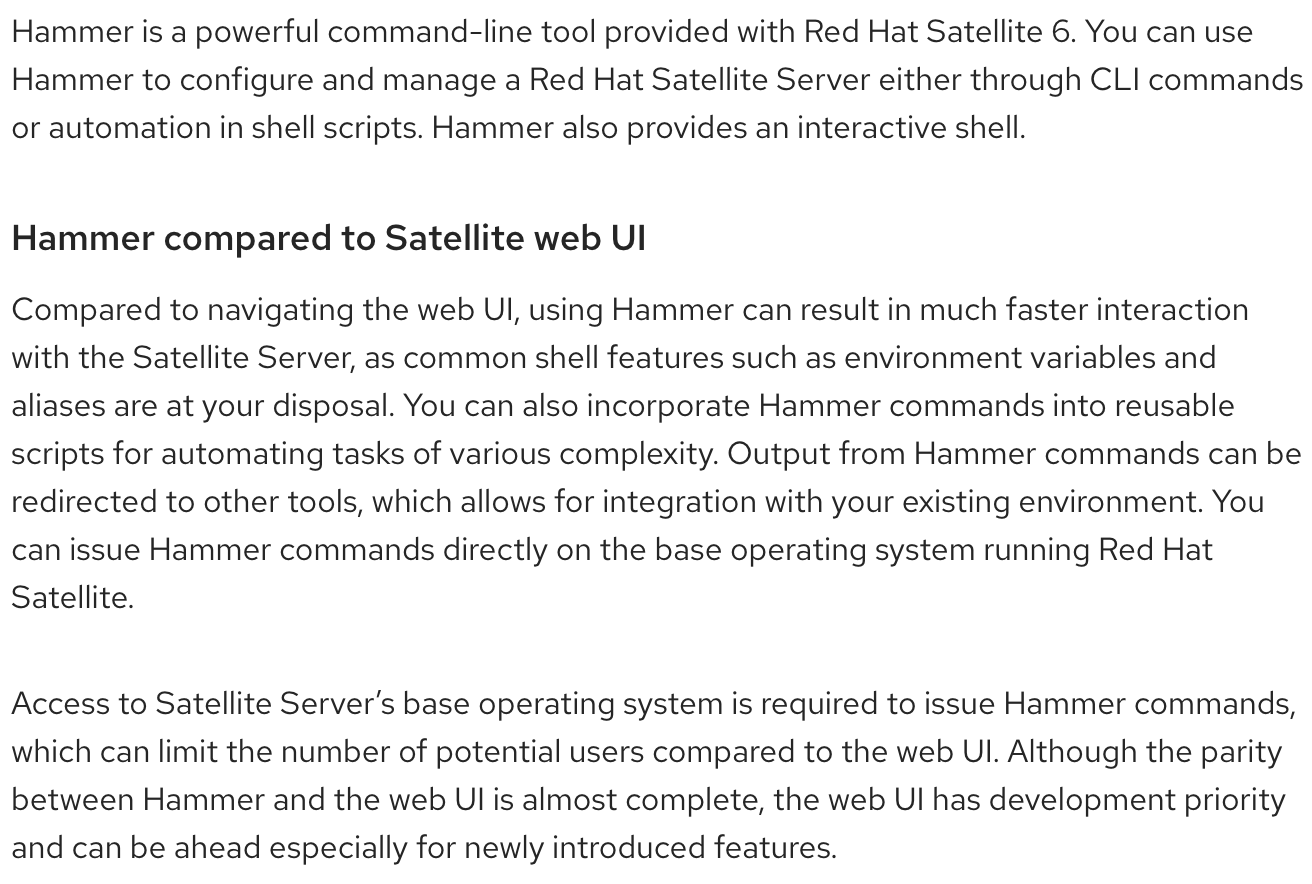 Hammer is a powerful command-line tool provided with Red Hat Satellite 6. You can use
Hammer to configure and manage a Red Hat Satellite Server either through CLI commands
or automation in shell scripts. Hammer also provides an interactive shell.
Hammer compared to Satellite web UI
Compared to navigating the web UI, using Hammer can result in much faster interaction
with the Satellite Server, as common shell features such as environment variables and
aliases are at your disposal. You can also incorporate Hammer commands into reusable
scripts for automating tasks of various complexity. Output from Hammer commands can be
redirected to other tools, which allows for integration with your existing environment. You
can issue Hammer commands directly on the base operating system running Red Hat
Satellite.
Access to Satellite Server’s base operating system is required to issue Hammer commands,
which can limit the number of potential users compared to the web UI. Although the parity
between Hammer and the web UI is almost complete, the web UI has development priority
and can be ahead especially for newly introduced features.